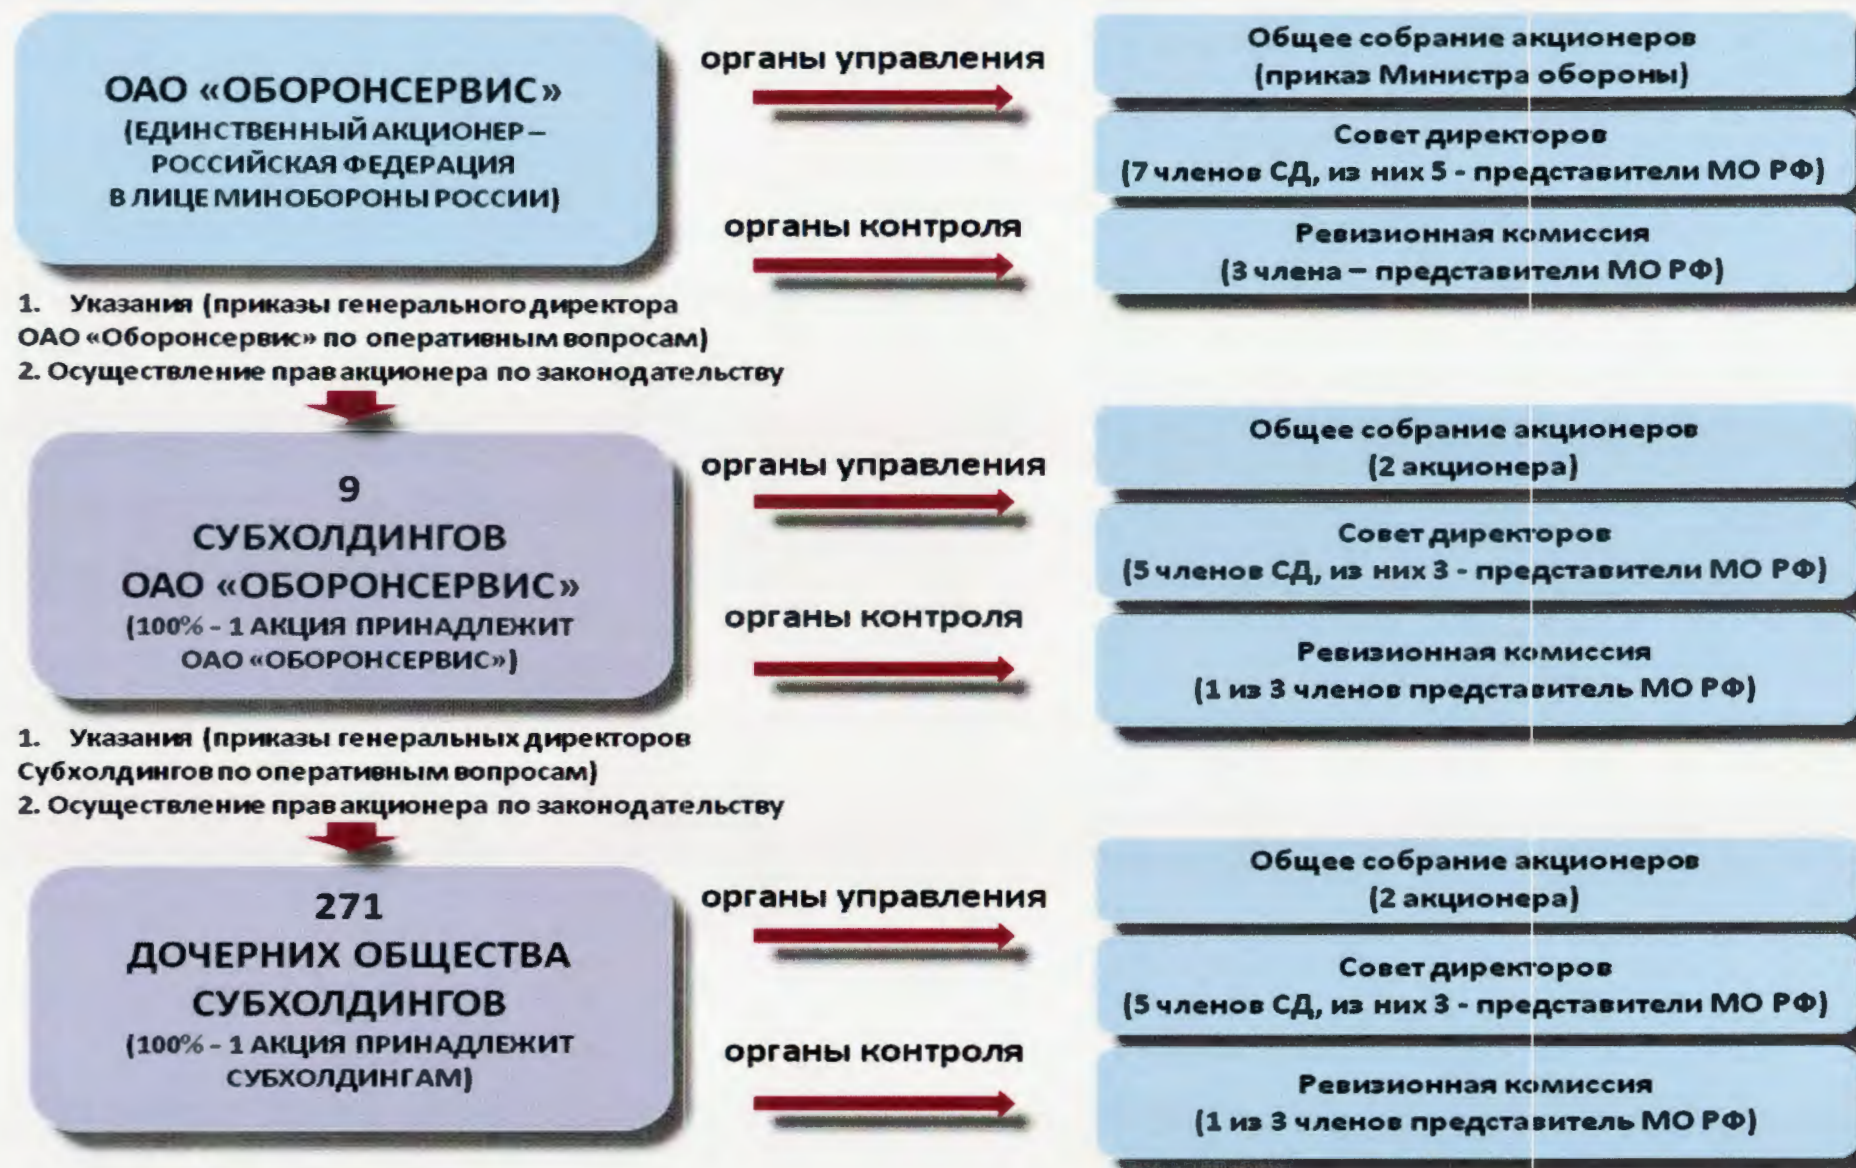 ОАО «ОБОРОНСЕРВИС»
(ЕДИНСТВЕННЫЙ АКЦИОНЕР –
РОССИЙСКАЯ ФЕДЕРАЦИЯ
В ЛИЦЕ МИНОБОРОНЫ РОССИИ)
органы управления
Общее собрание акционеров
(приказ Министра обороны)
Совет директоров
(7 членов СД, из них 5 - представители МО РФ)
органы контроля
Ревизионная комиссия
(3 члена – представители МО РФ)
1. Указания (приказы генерального директора
ОАО «Оборонсервис» по оперативным вопросам)
2. Осуществление прав акционера по законодательству
9
СУБХОЛДИНГОВ
ОАО «ОБОРОНСЕРВИС»
(100% - 1 АКЦИЯ ПРИНАДЛЕЖИТ
ОАО «ОБОРОНСЕРВИС»)
органы управления
Общее собрание акционеров
(2 акционера)
Совет директоров
(5 членов СД, из них 3 - представители МО РФ)
органы контроля
Ревизионная комиссия
(1 из 3 членов представитель МО РФ)
1. Указания (приказы генеральных директоров
Субхолдингов по оперативным вопросам)
2. Осуществление прав акционера по законодательству
271
ДОЧЕРНИХ ОБЩЕСТВА
СУБХОЛДИНГОВ
(100% - 1 АКЦИЯ ПРИНАДЛЕЖИТ
СУБХОЛДИНГАМ)
органы управления
Общее собрание акционеров
(2 акционера)
Совет директоров
(5 членов СД, из них 3 - представители МО РФ)
органы контроля
Ревизионная комиссия
(1 из 3 членов представитель МО РФ)